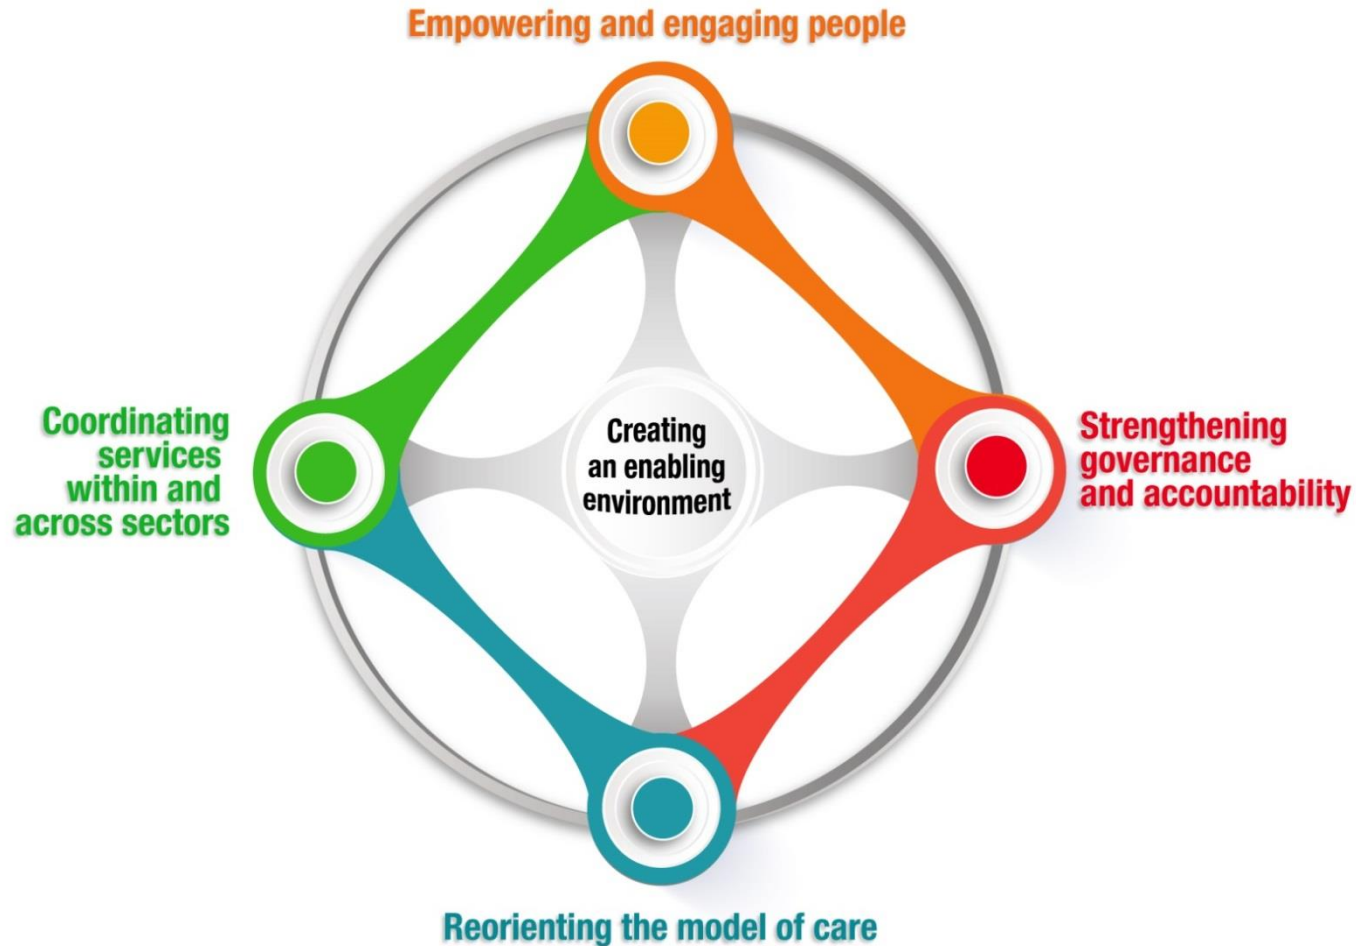 Empowering and engaging people
Coordinating
services
within and
across sectors
Creating
an enabling
environment
Strengthening
governance
and accountability
Reorienting the model of care